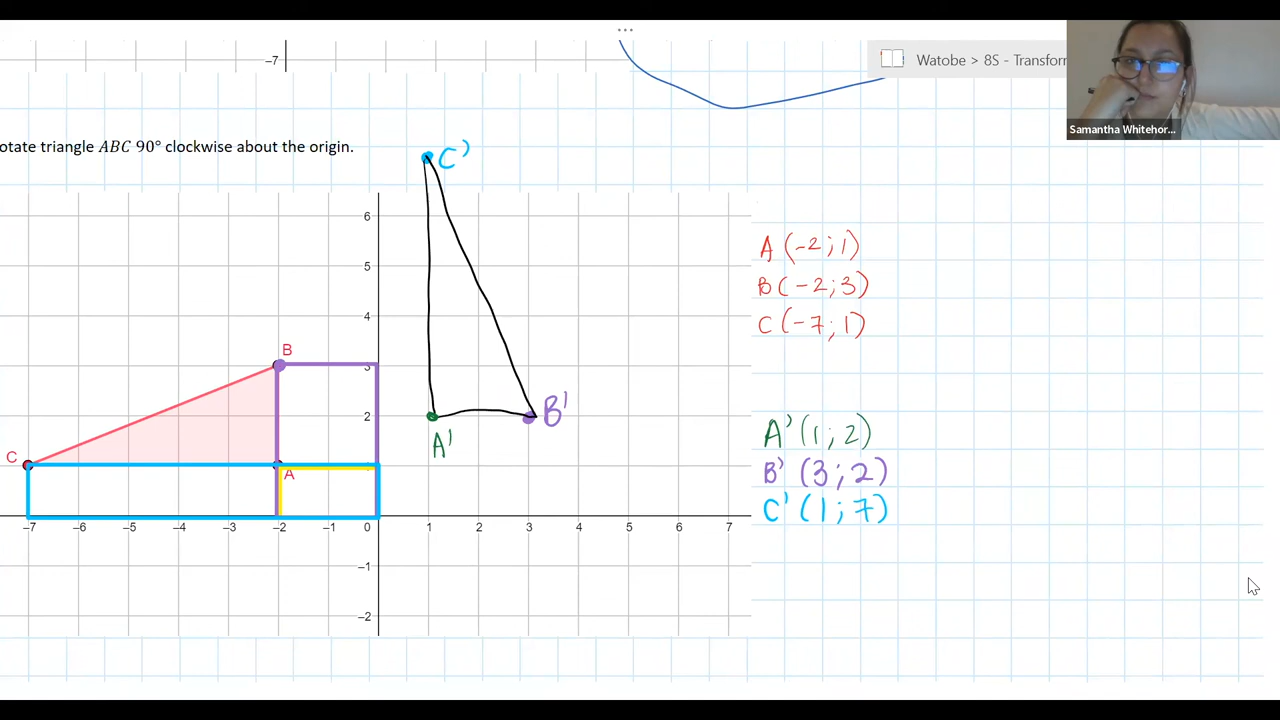 –7
Watobe > 8S - Transforr
Samantha Whitehor...
otate triangle ABC 90° clockwise about the origin.
C'
6
5
4
3
2
B
A
C
B'
A'
–7 –6 –5 –4 –3 –2 –1 0 1 2 3 4 5 6 7
–1
–2
A (-2 ; 1)
B (-2 ; 3)
C (-7 ; 1)
A' (1 ; 2)
B' (3 ; 2)
C' (1 ; 7)